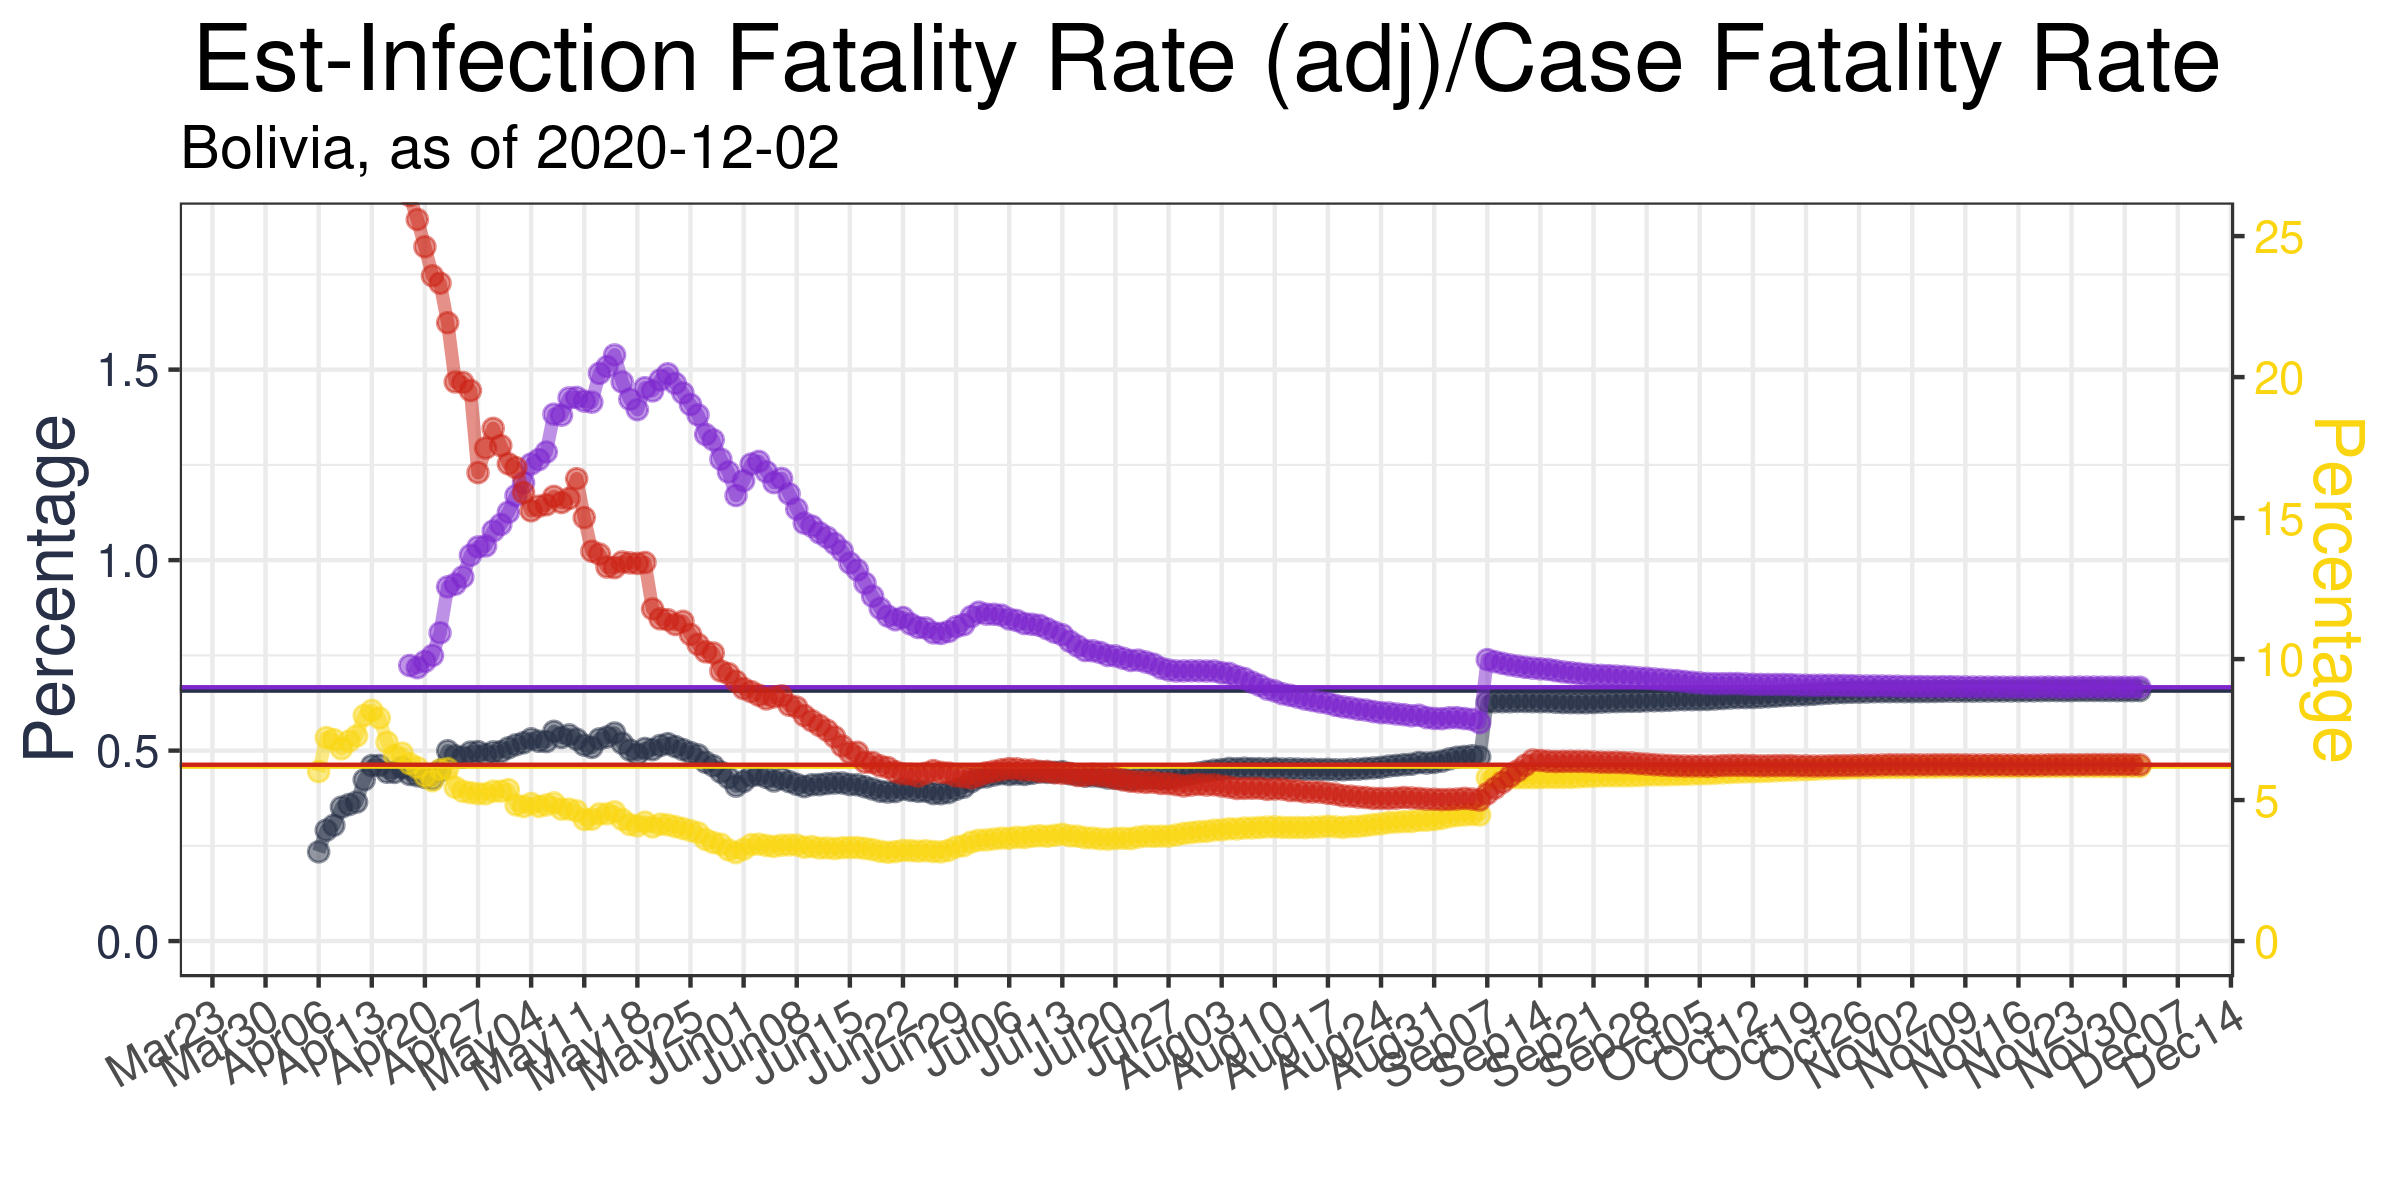 Est-Infection Fatality Rate (adj)/Case Fatality Rate
Bolivia, as of 2020-12-02
Percentage
1.5
1.0
0.5
0.0
25
20
15
10
5
0
Percentage
Mar23
Mar30
Apr06
Apr13
Apr20
Apr27
May04
May11
May18
May25
Jun01
Jun08
Jun15
Jun22
Jun29
Jul06
Jul13
Jul20
Jul27
Aug03
Aug10
Aug17
Aug24
Aug31
Sep07
Sep14
Sep21
Sep28
Oct05
Oct12
Oct19
Oct26
Nov02
Nov09
Nov16
Nov23
Nov30
Dec07
Dec14